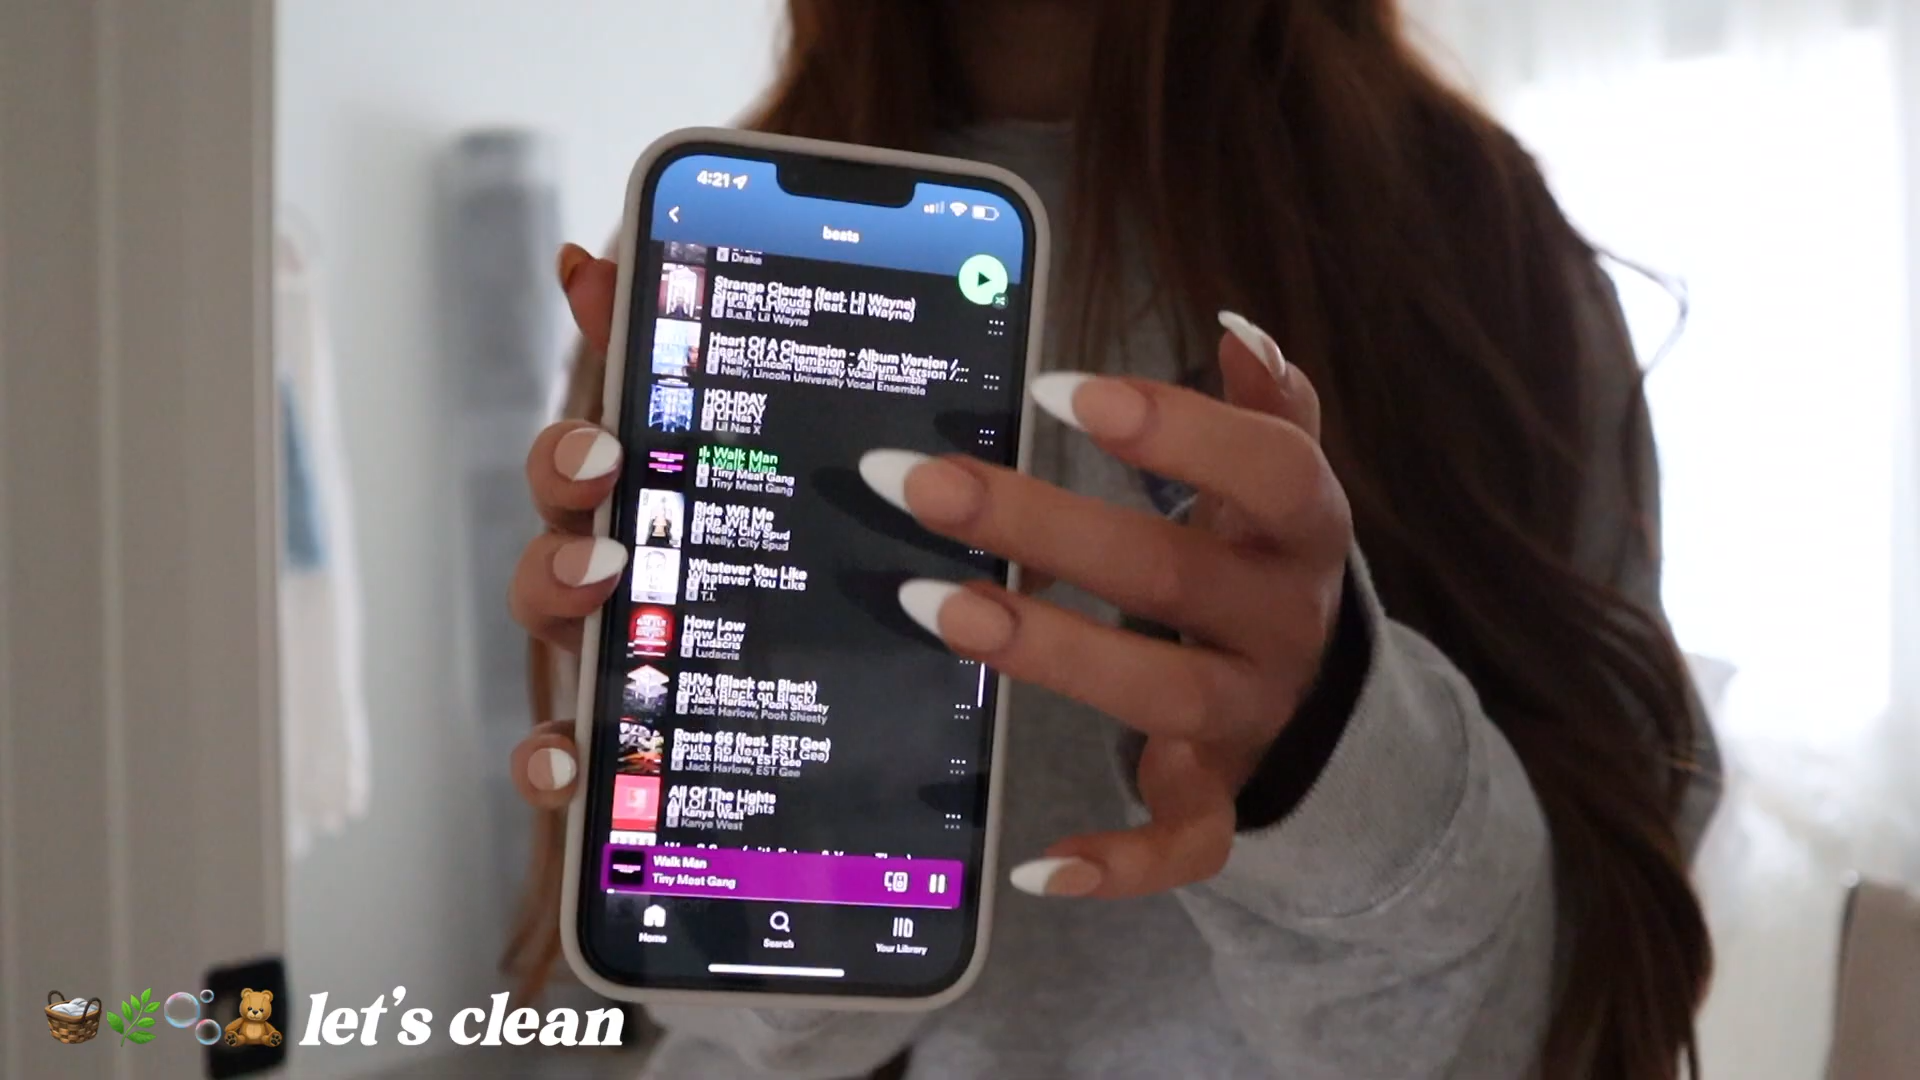 4:21
beats
Drake
Strange Clouds (feat. Lil Wayne)
B.o.B, Lil Wayne
Heart Of A Champion - Album Version /...
Nelly, Lincoln University Vocal Ensemble
HOLIDAY
Lil Nas X
Walk Man
Tiny Meat Gang
Ride Wit Me
Nelly, City Spud
Whatever You Like
T.I.
How Low
Ludacris
SUVs (Black on Black)
Jack Harlow, Pooh Shiesty
Route 66 (feat. EST Gee)
Jack Harlow, EST Gee
All Of The Lights
Kanye West
Walk Man
Tiny Meat Gang
Home
Search
Your Library
let's clean